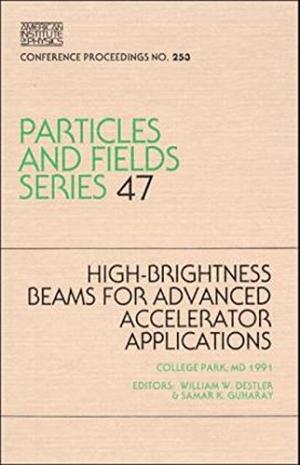 AMERICAN
INSTITUTE
OF PHYSICS
CONFERENCE PROCEEDINGS NO. 253
PARTICLES
AND FIELDS
SERIES 47
HIGH-BRIGHTNESS
BEAMS FOR ADVANCED
ACCELERATOR
APPLICATIONS
COLLEGE PARK, MD 1991
EDITORS: WILLIAM W. DESTLER
& SAMAR K. GUHARAY